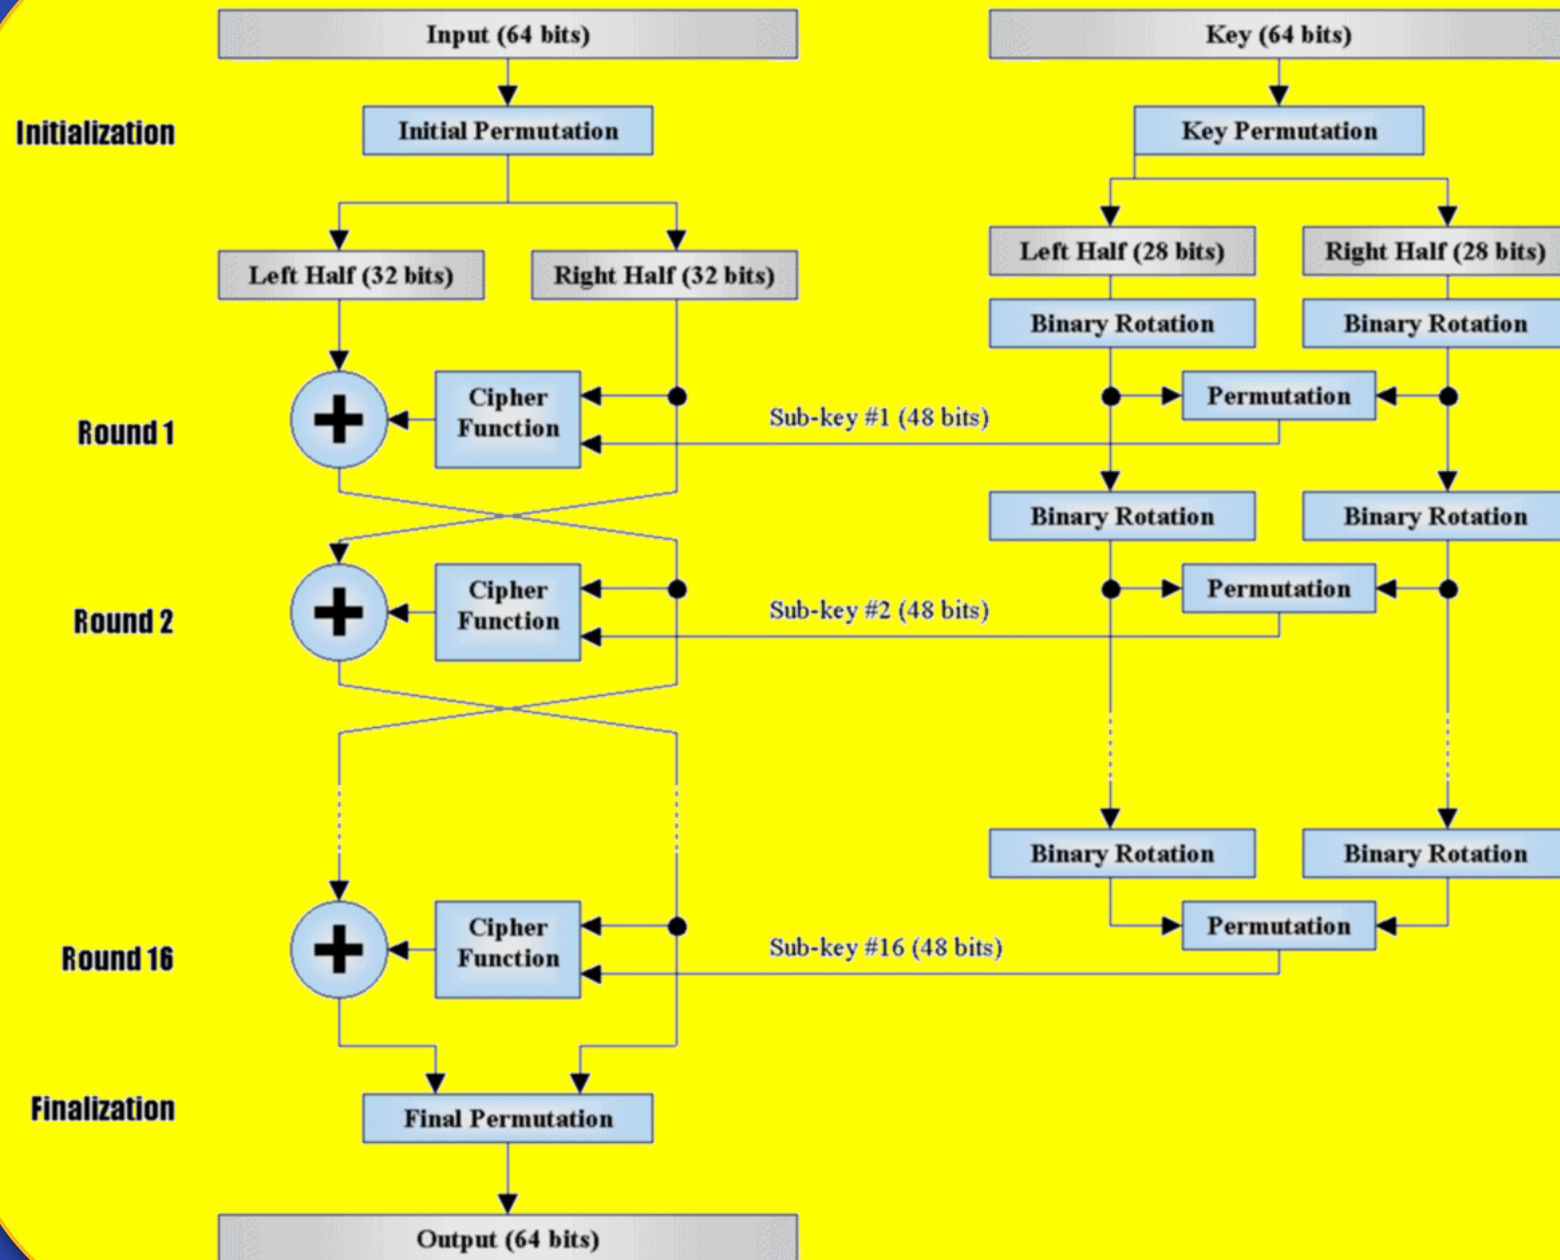 Input (64 bits)
Key (64 bits)
Initialization
Initial Permutation
Key Permutation
Left Half (32 bits)
Right Half (32 bits)
Left Half (28 bits)
Right Half (28 bits)
Binary Rotation
Binary Rotation
Round 1
Cipher
Function
Sub-key #1 (48 bits)
Permutation
Binary Rotation
Binary Rotation
Round 2
Cipher
Function
Sub-key #2 (48 bits)
Permutation
Binary Rotation
Binary Rotation
Round 16
Cipher
Function
Sub-key #16 (48 bits)
Permutation
Finalization
Final Permutation
Output (64 bits)